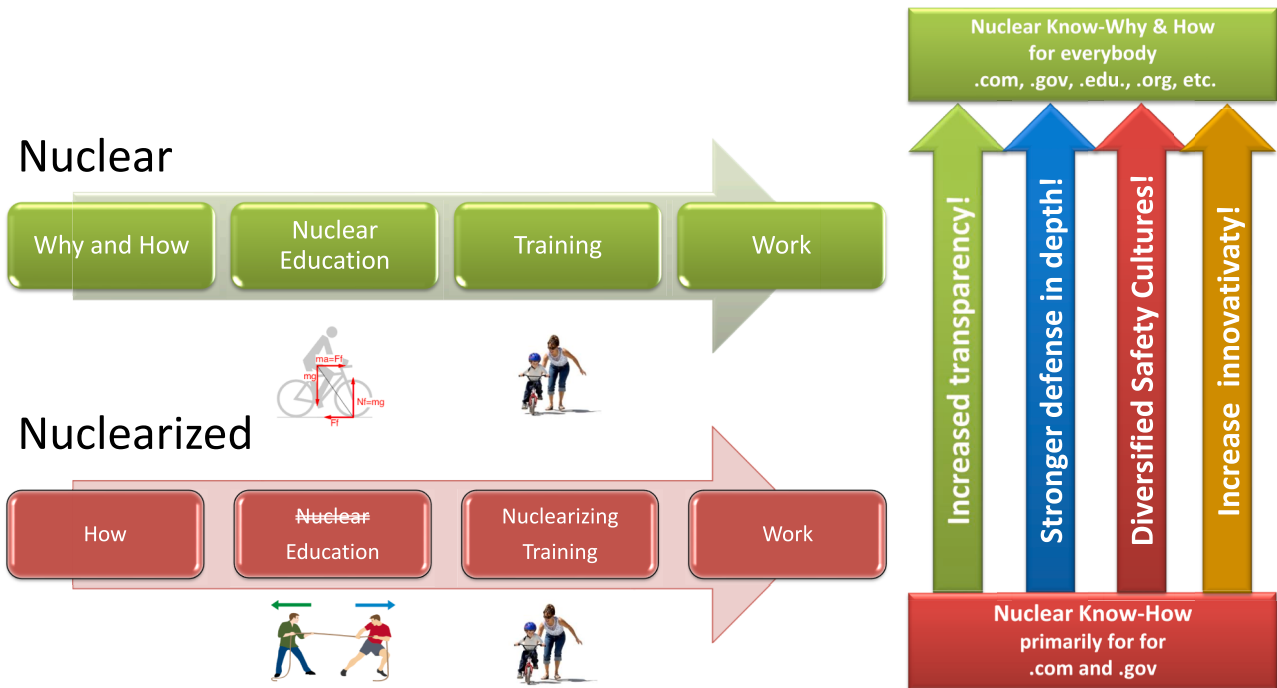 Nuclear
Why and How
Nuclear
Education
Training
Work
ma=Ff
mg
Nf=mg
Ff
Nuclearized
How
Nuclear
Education
Nuclearizing
Training
Work
Nuclear Know-Why & How
for everybody
.com, .gov, .edu., .org, etc.
Increased transparency!
Stronger defense in depth!
Diversified Safety Cultures!
Increase innovativaty!
Nuclear Know-How
primarily for for
.com and .gov